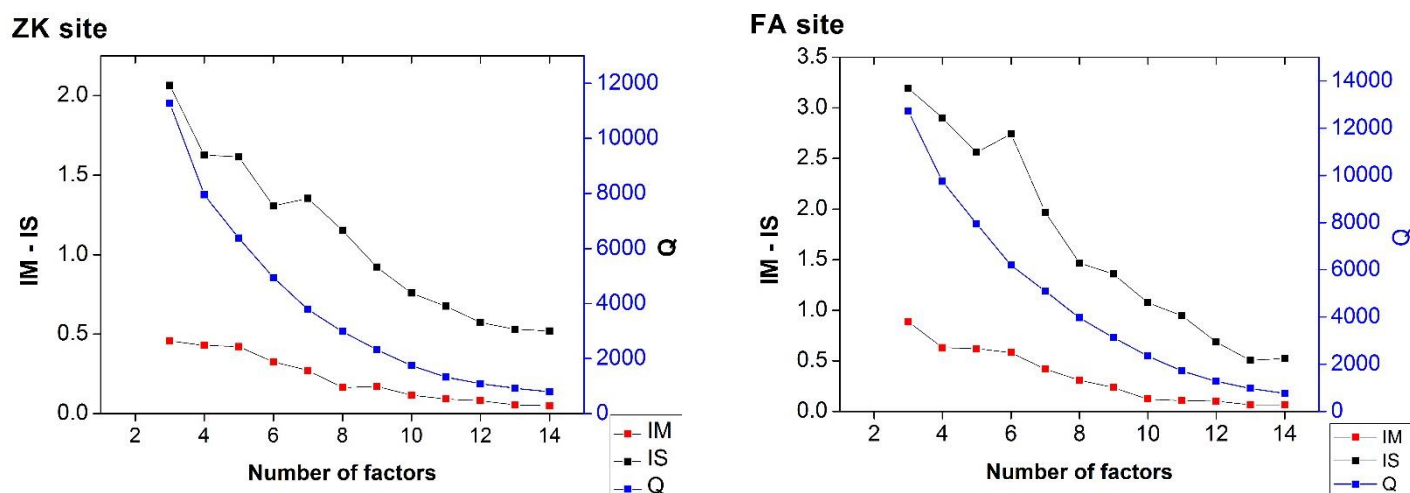 ZK site
2.0
1.5
1.0
0.5
0.0
IM - IS
2 4 6 8 10 12 14
Number of factors
12000
10000
8000
6000
4000
2000
0
Q
IM
IS
Q
FA site
3.5
3.0
2.5
2.0
1.5
1.0
0.5
0.0
IM - IS
2 4 6 8 10 12 14
Number of factors
14000
12000
10000
8000
6000
4000
2000
0
Q
IM
IS
Q